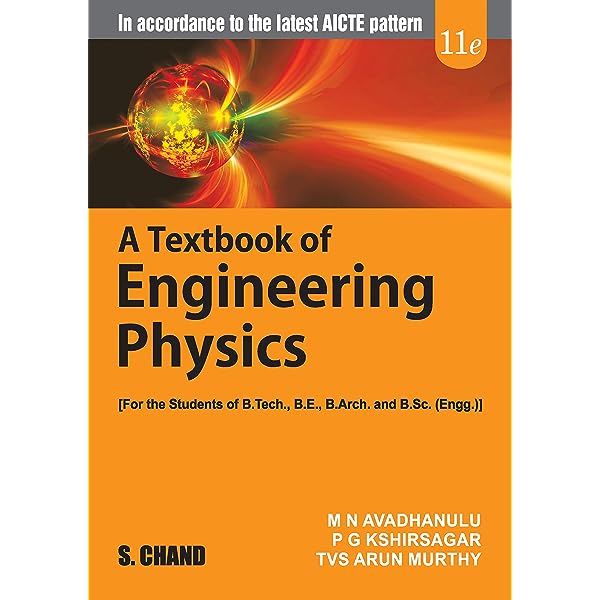 In accordance to the latest AICTE pattern
11e
A Textbook of
Engineering
Physics
[For the Students of B.Tech., B.E., B.Arch. and B.Sc. (Engg.)]
M N AVADHANULU
P G KSHIRSAGAR
TVS ARUN MURTHY
S. CHAND